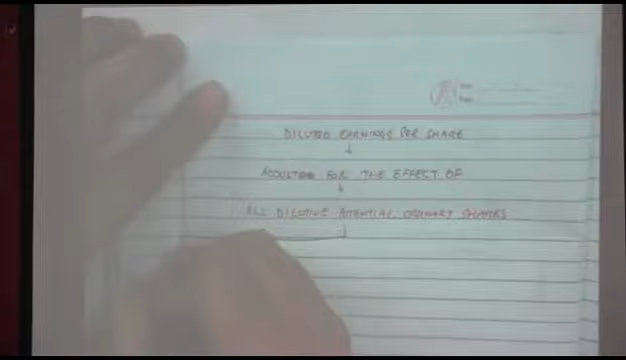 DILUTED EARNINGS PER SHARE
ADJUSTED FOR THE EFFECT OF
ALL DILUTIVE POTENTIAL ORDINARY SHARES